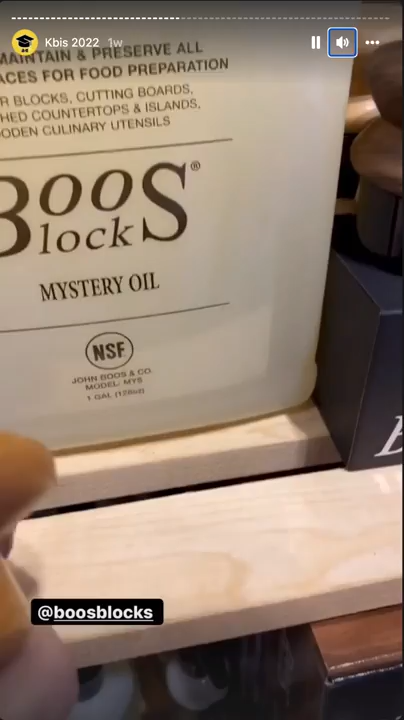 Kbis 2022 1w
MAINTAIN & PRESERVE ALL
ACES FOR FOOD PREPARATION
R BLOCKS, CUTTING BOARDS,
HED COUNTERTOPS & ISLANDS,
ODEN CULINARY UTENSILS
BOOS®
Block
MYSTERY OIL
NSF
JOHN BOOS & CO.
MODEL: MYS
1 GAL (128oz)
@boosblocks